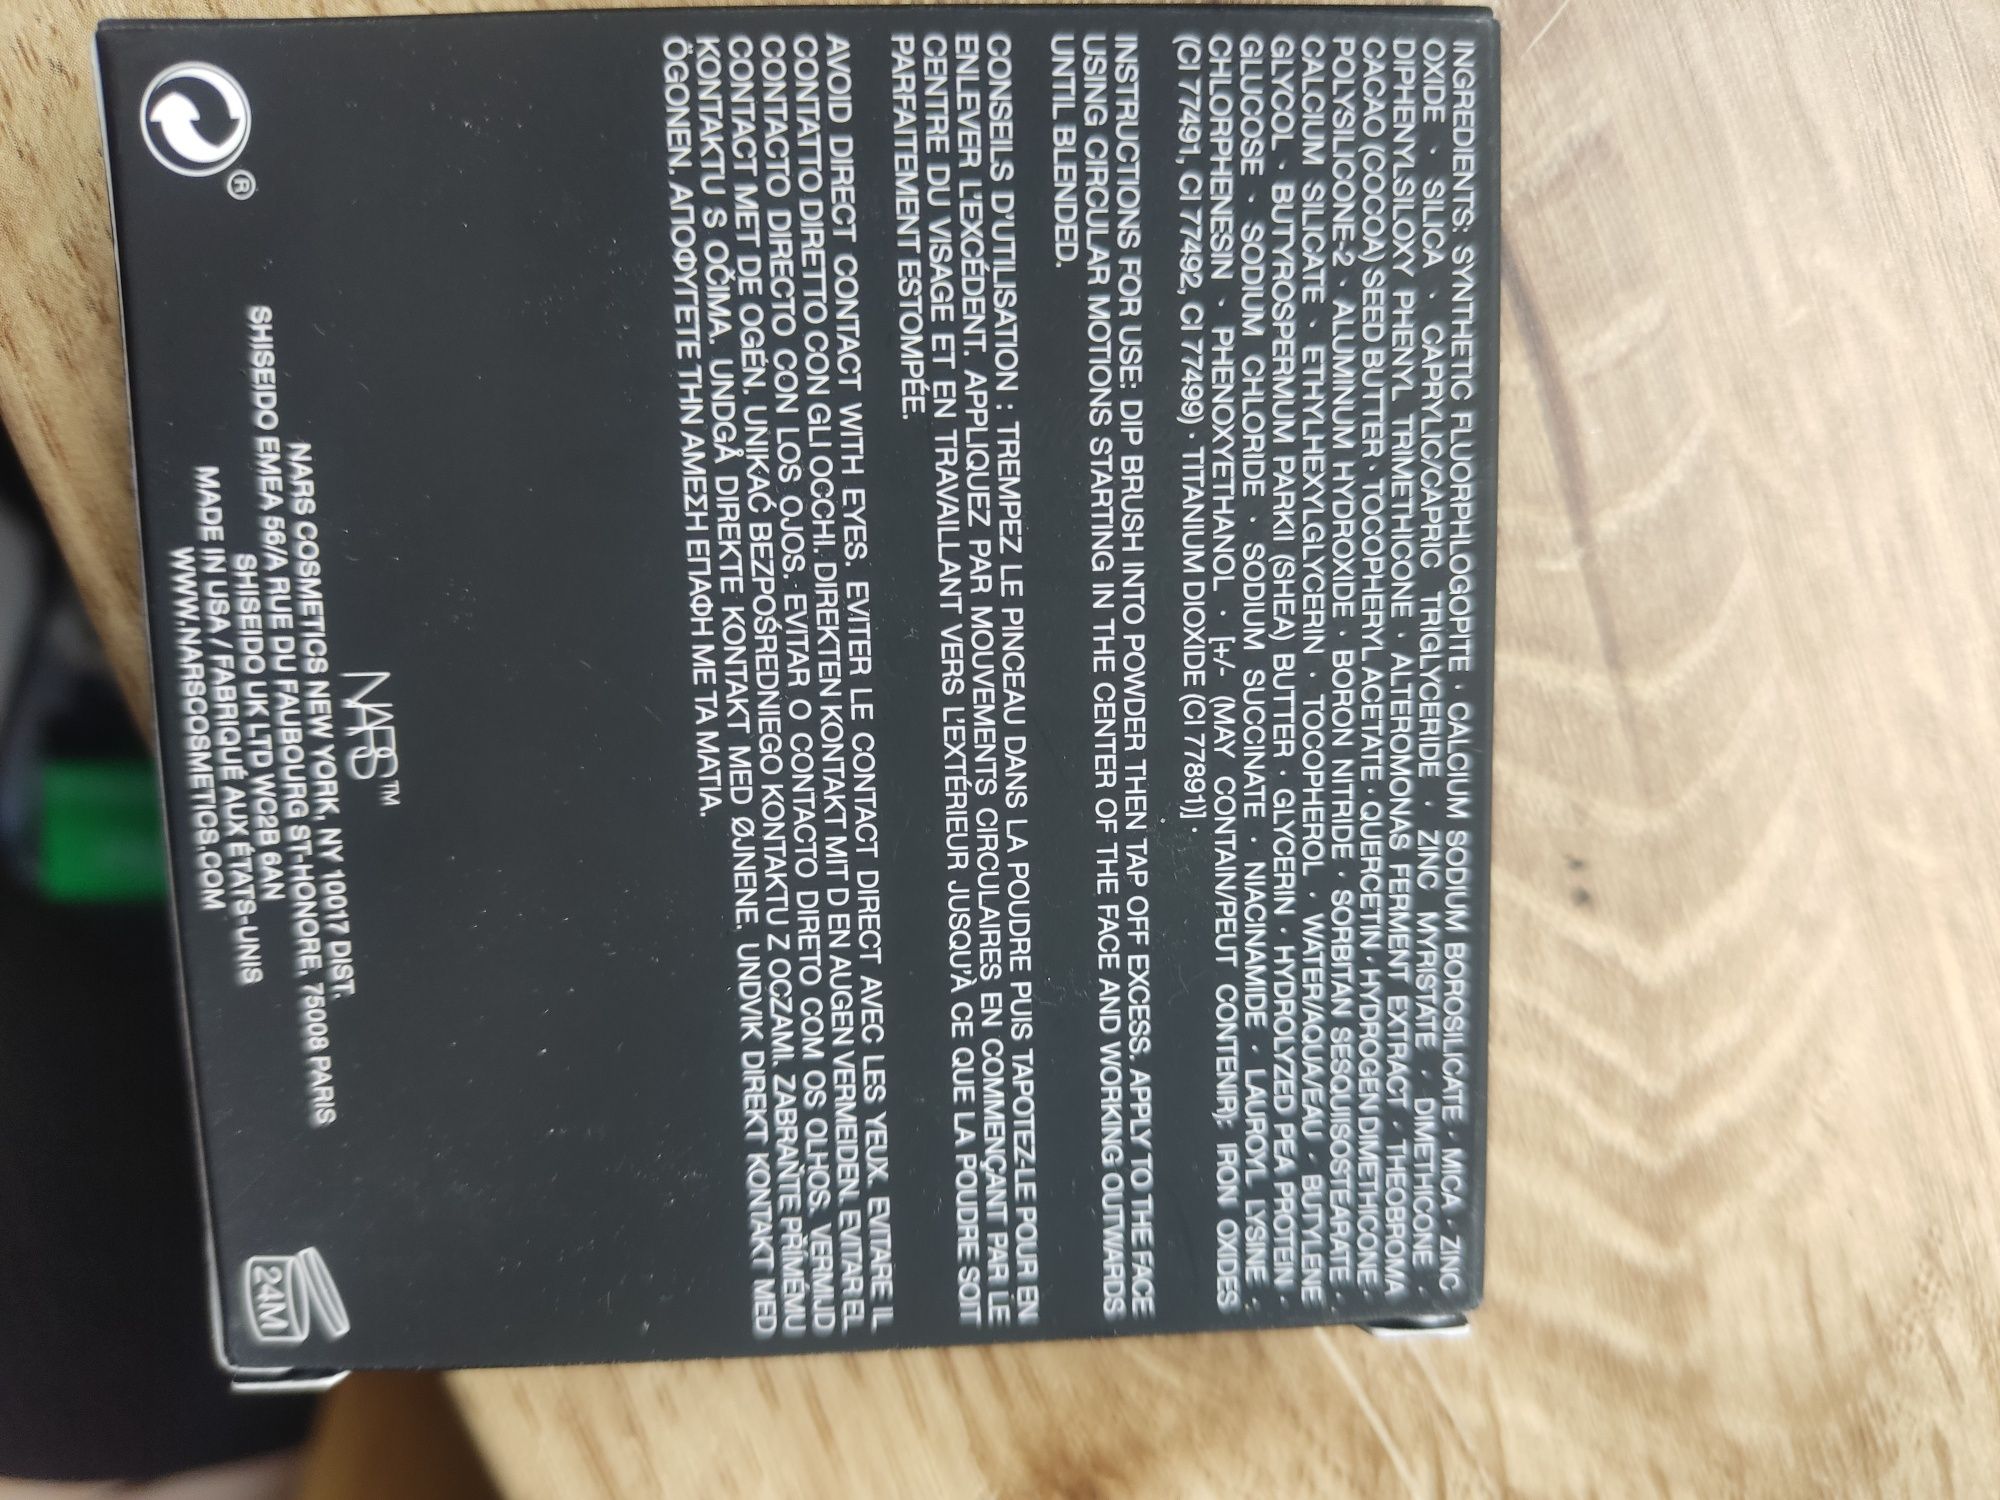 INGREDIENTS: SYNTHETIC FLUORPHLOGOPITE · CALCIUM SODIUM BOROSILICATE · MICA · ZINC
OXIDE · SILICA · CAPRYLIC/CAPRIC TRIGLYCERIDE · ZINC MYRISTATE · DIMETHICONE ·
DIPHENYLSILOXY PHENYL TRIMETHICONE · ALTEROMONAS FERMENT EXTRACT · THEOBROMA
CACAO (COCOA) SEED BUTTER · TOCOPHERYL ACETATE · QUERCETIN · HYDROGEN DIMETHICONE ·
POLYSILICONE-2 · ALUMINUM HYDROXIDE · BORON NITRIDE · SORBITAN SESQUIISOSTEARATE ·
CALCIUM SILICATE · ETHYLHEXYLGLYCERIN · TOCOPHEROL · WATER/AQUA/EAU · BUTYLENE
GLYCOL · BUTYROSPERMUM PARKII (SHEA) BUTTER · GLYCERIN · HYDROLYZED PEA PROTEIN ·
GLUCOSE · SODIUM CHLORIDE · SODIUM SUCCINATE · NIACINAMIDE · LAUROYL LYSINE ·
CHLORPHENESIN · PHENOXYETHANOL · [+/- (MAY CONTAIN/PEUT CONTENIR): IRON OXIDES
(CI 77491, CI 77492, CI 77499) · TITANIUM DIOXIDE (CI 77891)] ·
INSTRUCTIONS FOR USE: DIP BRUSH INTO POWDER THEN TAP OFF EXCESS. APPLY TO THE FACE
USING CIRCULAR MOTIONS STARTING IN THE CENTER OF THE FACE AND WORKING OUTWARDS
UNTIL BLENDED.
CONSEILS D'UTILISATION : TREMPEZ LE PINCEAU DANS LA POUDRE PUIS TAPOTEZ-LE POUR EN
ENLEVER L'EXCÉDENT. APPLIQUEZ PAR MOUVEMENTS CIRCULAIRES EN COMMENÇANT PAR LE
CENTRE DU VISAGE ET EN TRAVAILLANT VERS L'EXTÉRIEUR JUSQU'À CE QUE LA POUDRE SOIT
PARFAITEMENT ESTOMPÉE.
AVOID DIRECT CONTACT WITH EYES. EVITER LE CONTACT DIRECT AVEC LES YEUX. EVITARE IL
CONTATTO DIRETTO CON GLI OCCHI. DIREKTEN KONTAKT MIT D EN AUGEN VERMEIDEN. EVITAR EL
CONTACTO DIRECTO CON LOS OJOS. EVITAR O CONTACTO DIRETO COM OS OLHOS. VERMIJD
CONTACT MET DE OGEN. UNIKAĆ BEZPOŚREDNIEGO KONTAKTU Z OCZAMI. ZABRAŇTE PŘÍMÉMU
KONTAKTU S OČIMA. UNDGÅ DIREKTE KONTAKT MED ØJNENE. UNDVIK DIREKT KONTAKT MED
ÖGONEN. ΑΠΟΦΥΓΕΤΕ ΤΗΝ ΑΜΕΣΗ ΕΠΑΦΗ ΜΕ ΤΑ ΜΑΤΙΑ.
NARS™
NARS COSMETICS NEW YORK, NY 10017 DIST.
SHISEIDO EMEA 56/A RUE DU FAUBOURG ST-HONORE, 75008 PARIS
SHISEIDO UK LTD WC2B 6AN
MADE IN USA / FABRIQUÉ AUX ÉTATS-UNIS
WWW.NARSCOSMETICS.COM
®
24M